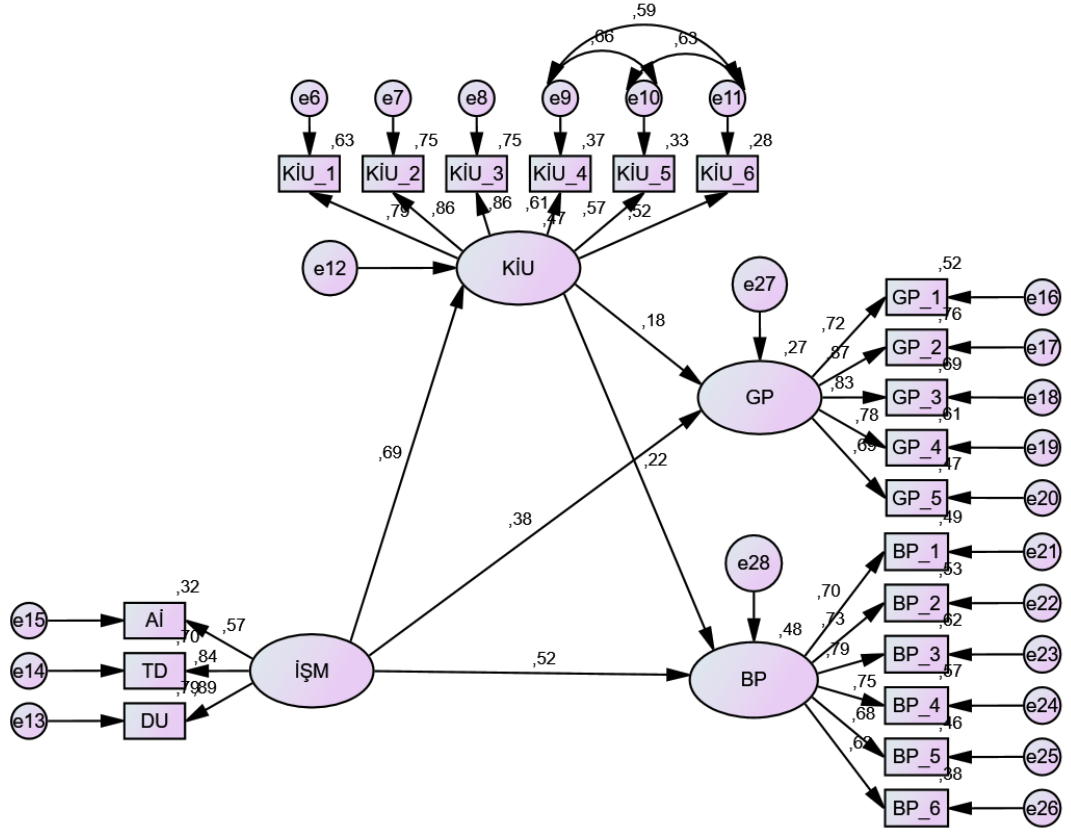 ,59
,66
,63
e6
e7
e8
e9
e10
e11
,63
,75
,75
,37
,33
,28
KİU_1
KİU_2
KİU_3
KİU_4
KİU_5
KİU_6
,79
,86
,86
,61
,47
,57
,52
e12
KİU
e27
,18
,27
GP
,52
GP_1
e16
,72
,76
GP_2
e17
,87
,69
GP_3
e18
,83
,61
GP_4
e19
,78
,47
GP_5
e20
,69
,69
,38
,22
e28
,48
BP
,49
BP_1
e21
,70
,53
BP_2
e22
,73
,62
BP_3
e23
,79
,57
BP_4
e24
,75
,46
BP_5
e25
,68
,38
BP_6
e26
,32
e15
Aİ
,57
,70
e14
TD
,84
,79
,89
e13
DU
İŞM
,52